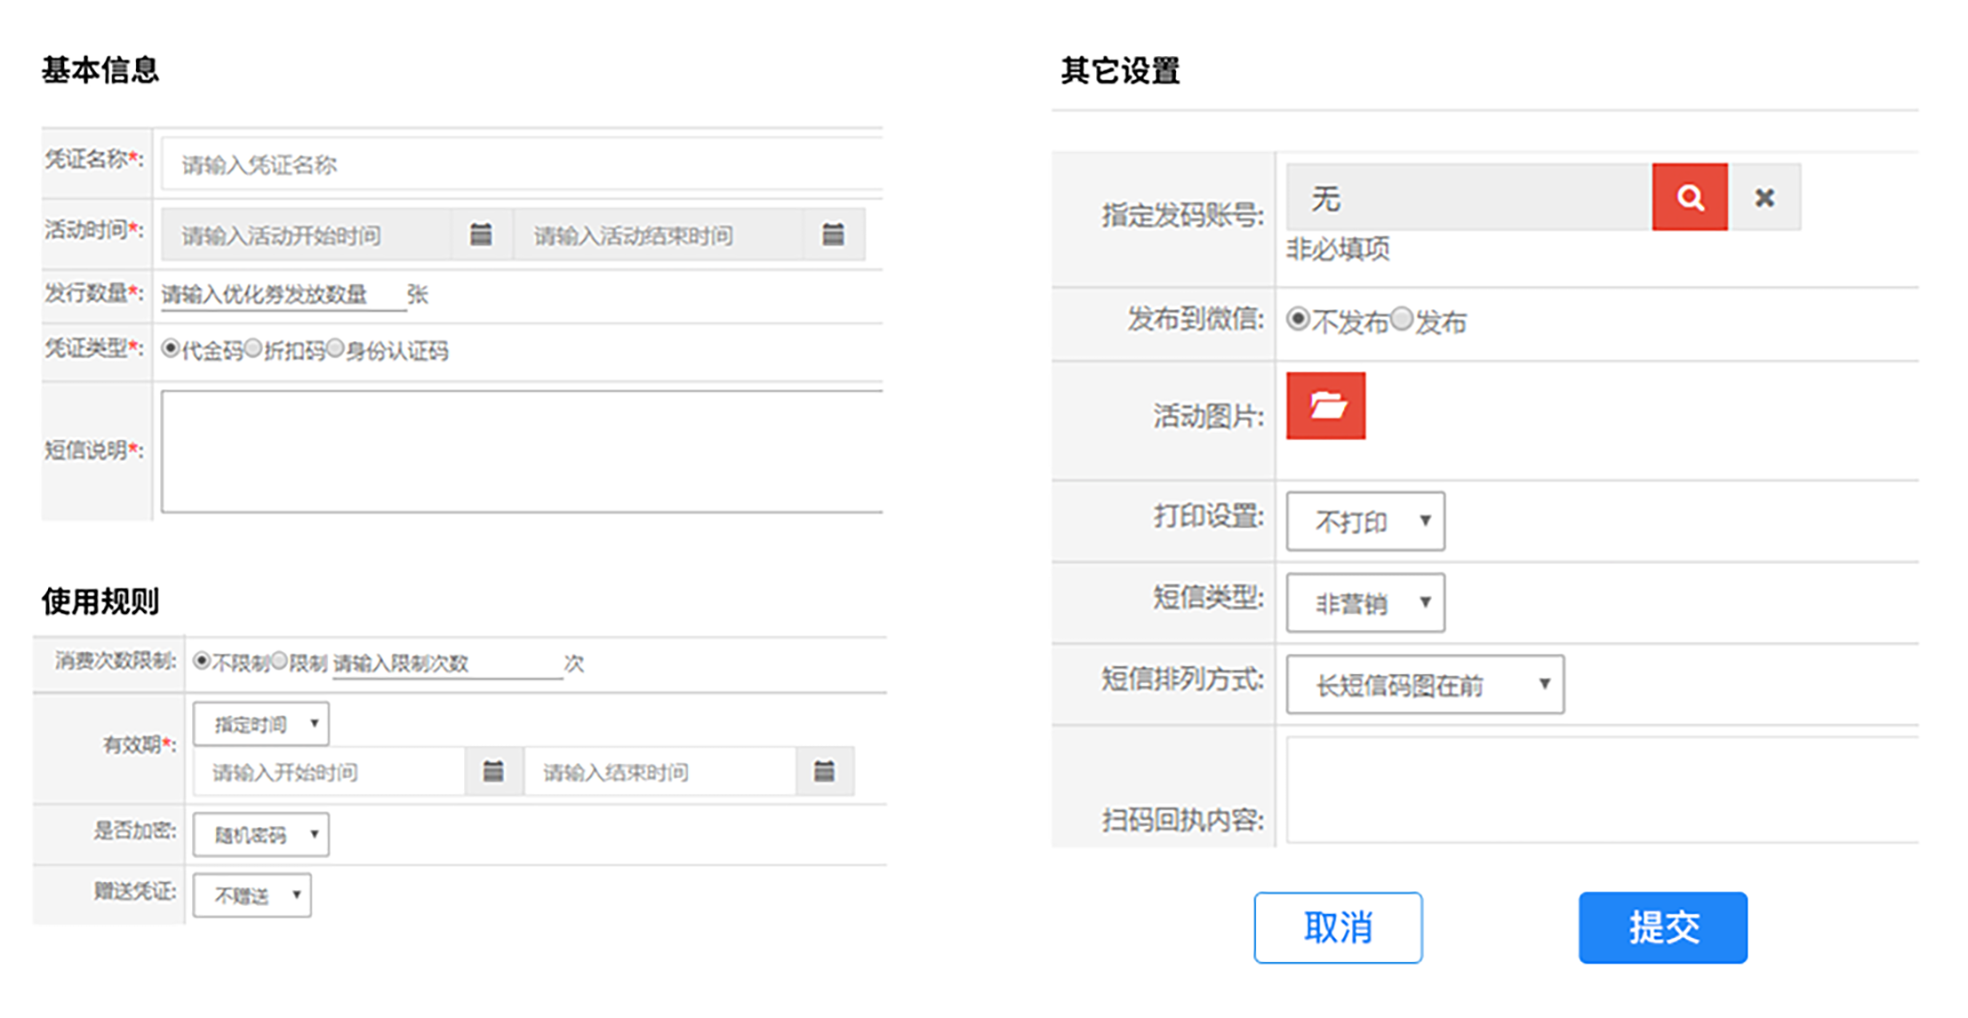 基本信息
凭证名称*: 请输入凭证名称
活动时间*: 请输入活动开始时间 请输入活动结束时间
发行数量*: 请输入优化券发放数量 张
凭证类型*: 代金码 折扣码 身份认证码
短信说明*:
使用规则
消费次数限制: 不限制 限制 请输入限制次数 次
有效期*: 指定时间
请输入开始时间 请输入结束时间
是否加密: 随机密码
赠送凭证: 不赠送
其它设置
指定发码账号: 无
非必填项
发布到微信: 不发布 发布
活动图片:
打印设置: 不打印
短信类型: 非营销
短信排列方式: 长短信码图在前
扫码回执内容:
取消 提交